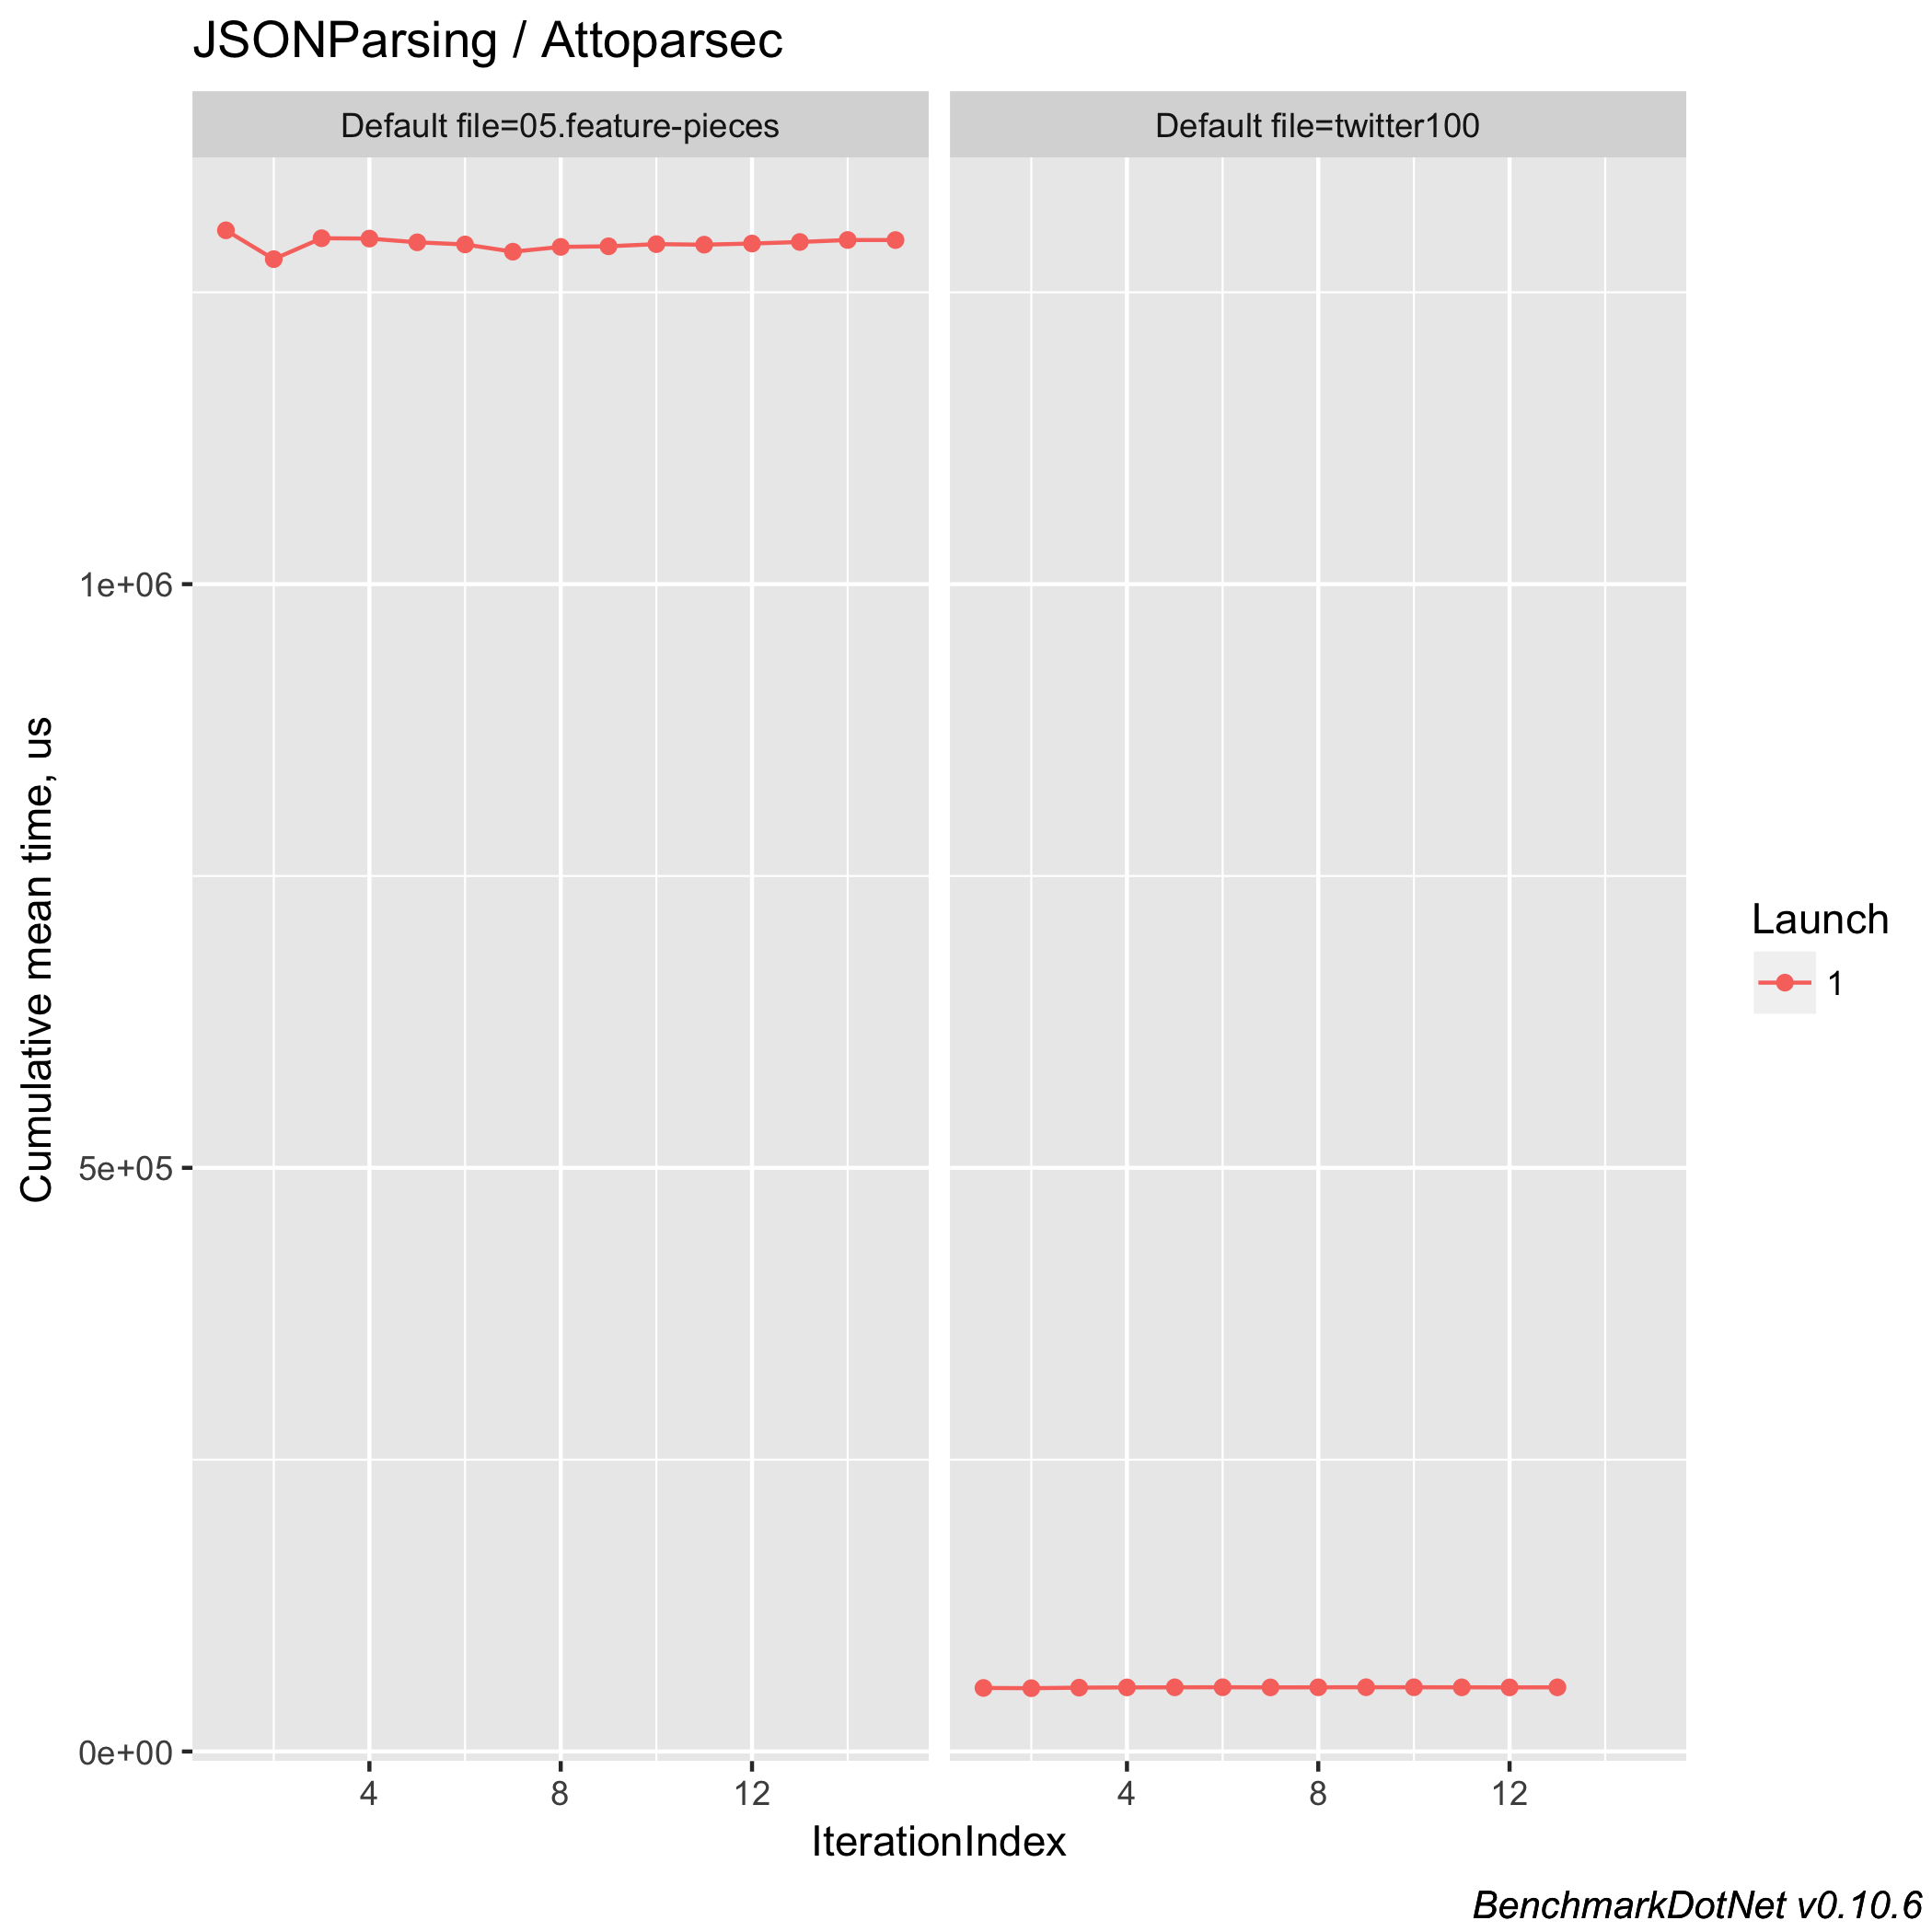 JSONParsing / Attoparsec
Default file=05.feature-pieces
Default file=twitter100
1e+06
5e+05
0e+00
Cumulative mean time, us
4 8 12
4 8 12
IterationIndex
Launch
1
BenchmarkDotNet v0.10.6